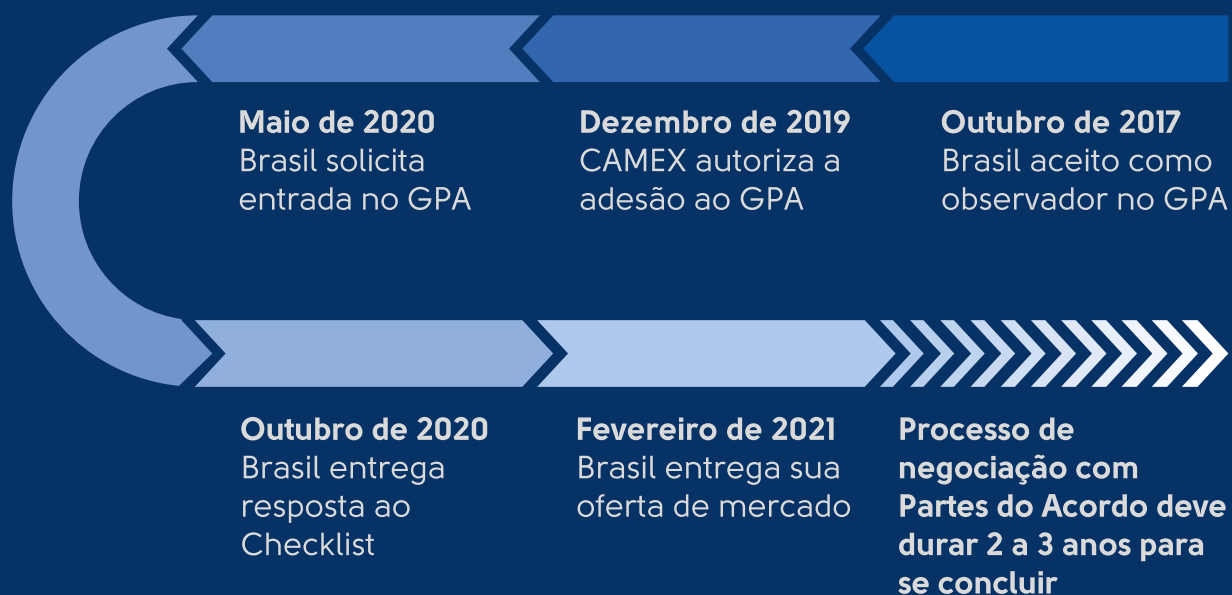 Maio de 2020
Brasil solicita
entrada no GPA
Dezembro de 2019
CAMEX autoriza a
adesão ao GPA
Outubro de 2017
Brasil aceito como
observador no GPA
Outubro de 2020
Brasil entrega
resposta ao
Checklist
Fevereiro de 2021
Brasil entrega sua
oferta de mercado
Processo de
negociação com
Partes do Acordo deve
durar 2 a 3 anos para
se concluir